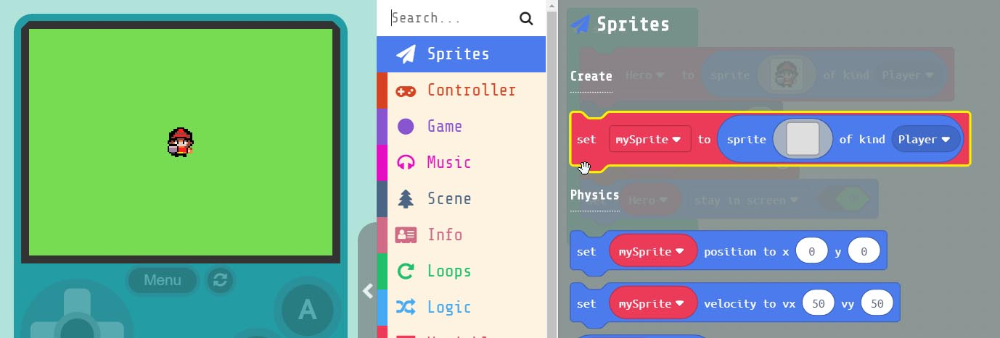 Menu
A
Search...
Sprites
Controller
Game
Music
Scene
Info
Loops
Logic
Sprites
Hero to sprite of kind Player
Create
set mySprite to sprite of kind Player
Physics
set Hero stay in screen
set mySprite position to x 0 y 0
set mySprite velocity to vx 50 vy 50